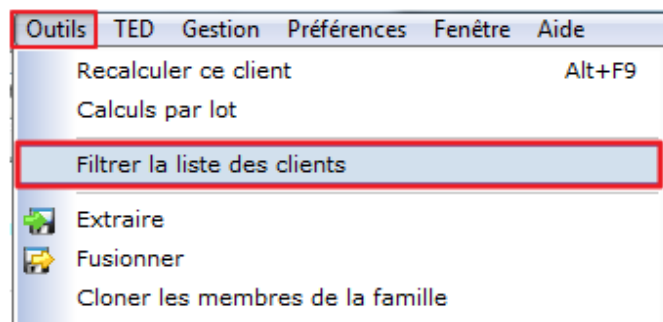 Outils TED Gestion Préférences Fenêtre Aide
Recalculer ce client Alt+F9
Calculs par lot
Filtrer la liste des clients
Extraire
Fusionner
Cloner les membres de la famille